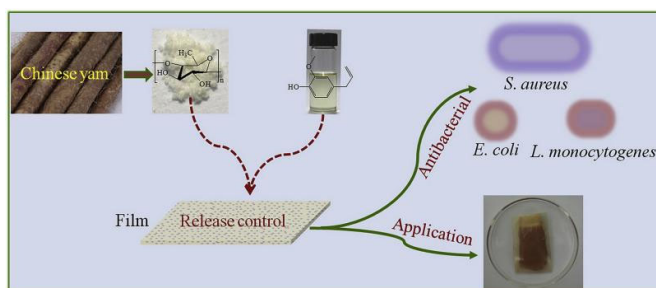 Chinese yam
H₃C
O
HO
OH
O
O
n
O
HO
S. aureus
E. coli
L. monocytogenes
Antibacterial
Film
Release control
Application